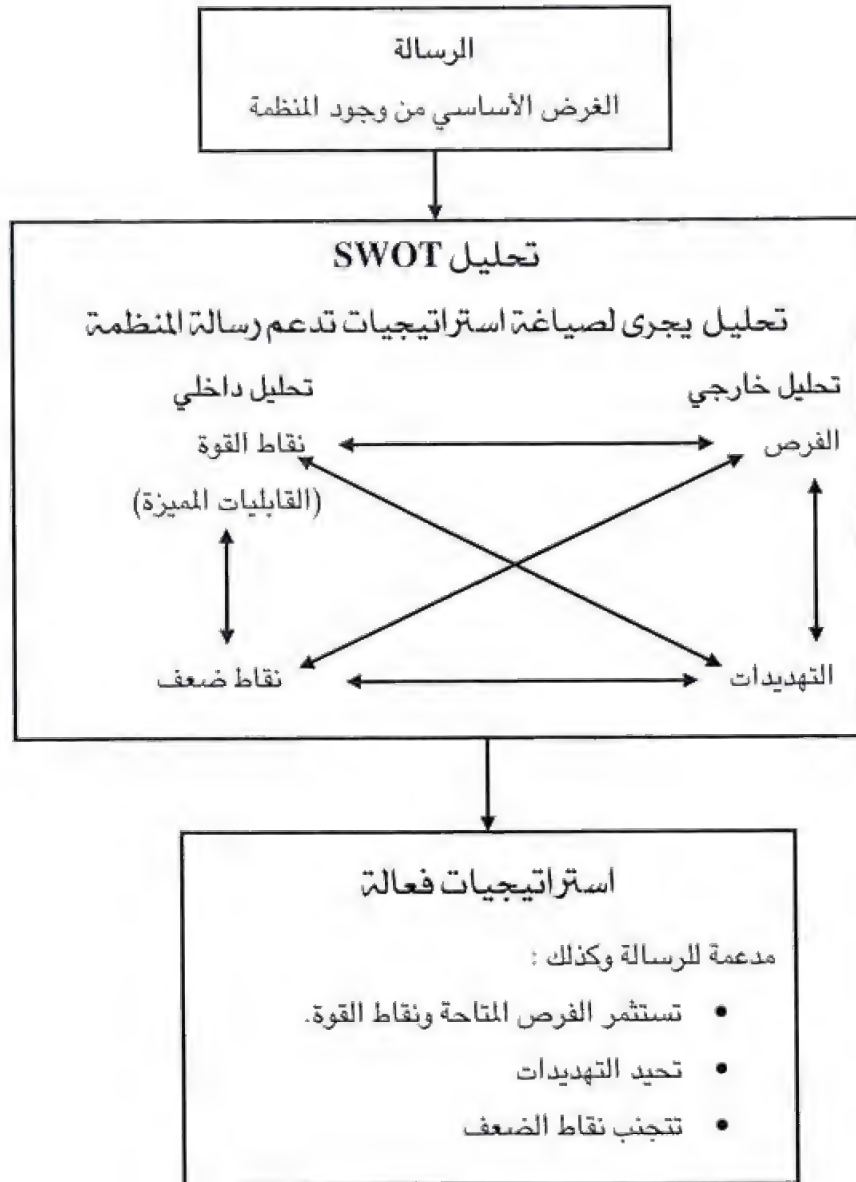 الرسالة
الغرض الأساسي من وجود المنظمة
تحليل SWOT
تحليل يجرى لصياغة استراتيجيات تدعم رسالة المنظمة
تحليل خارجي
تحليل داخلي
الفرص
نقاط القوة
(القابليات المميزة)
التهديدات
نقاط ضعف
استراتيجيات فعالة
مدعمة للرسالة وكذلك :
• تستثمر الفرص المتاحة ونقاط القوة.
• تحيد التهديدات
• تتجنب نقاط الضعف